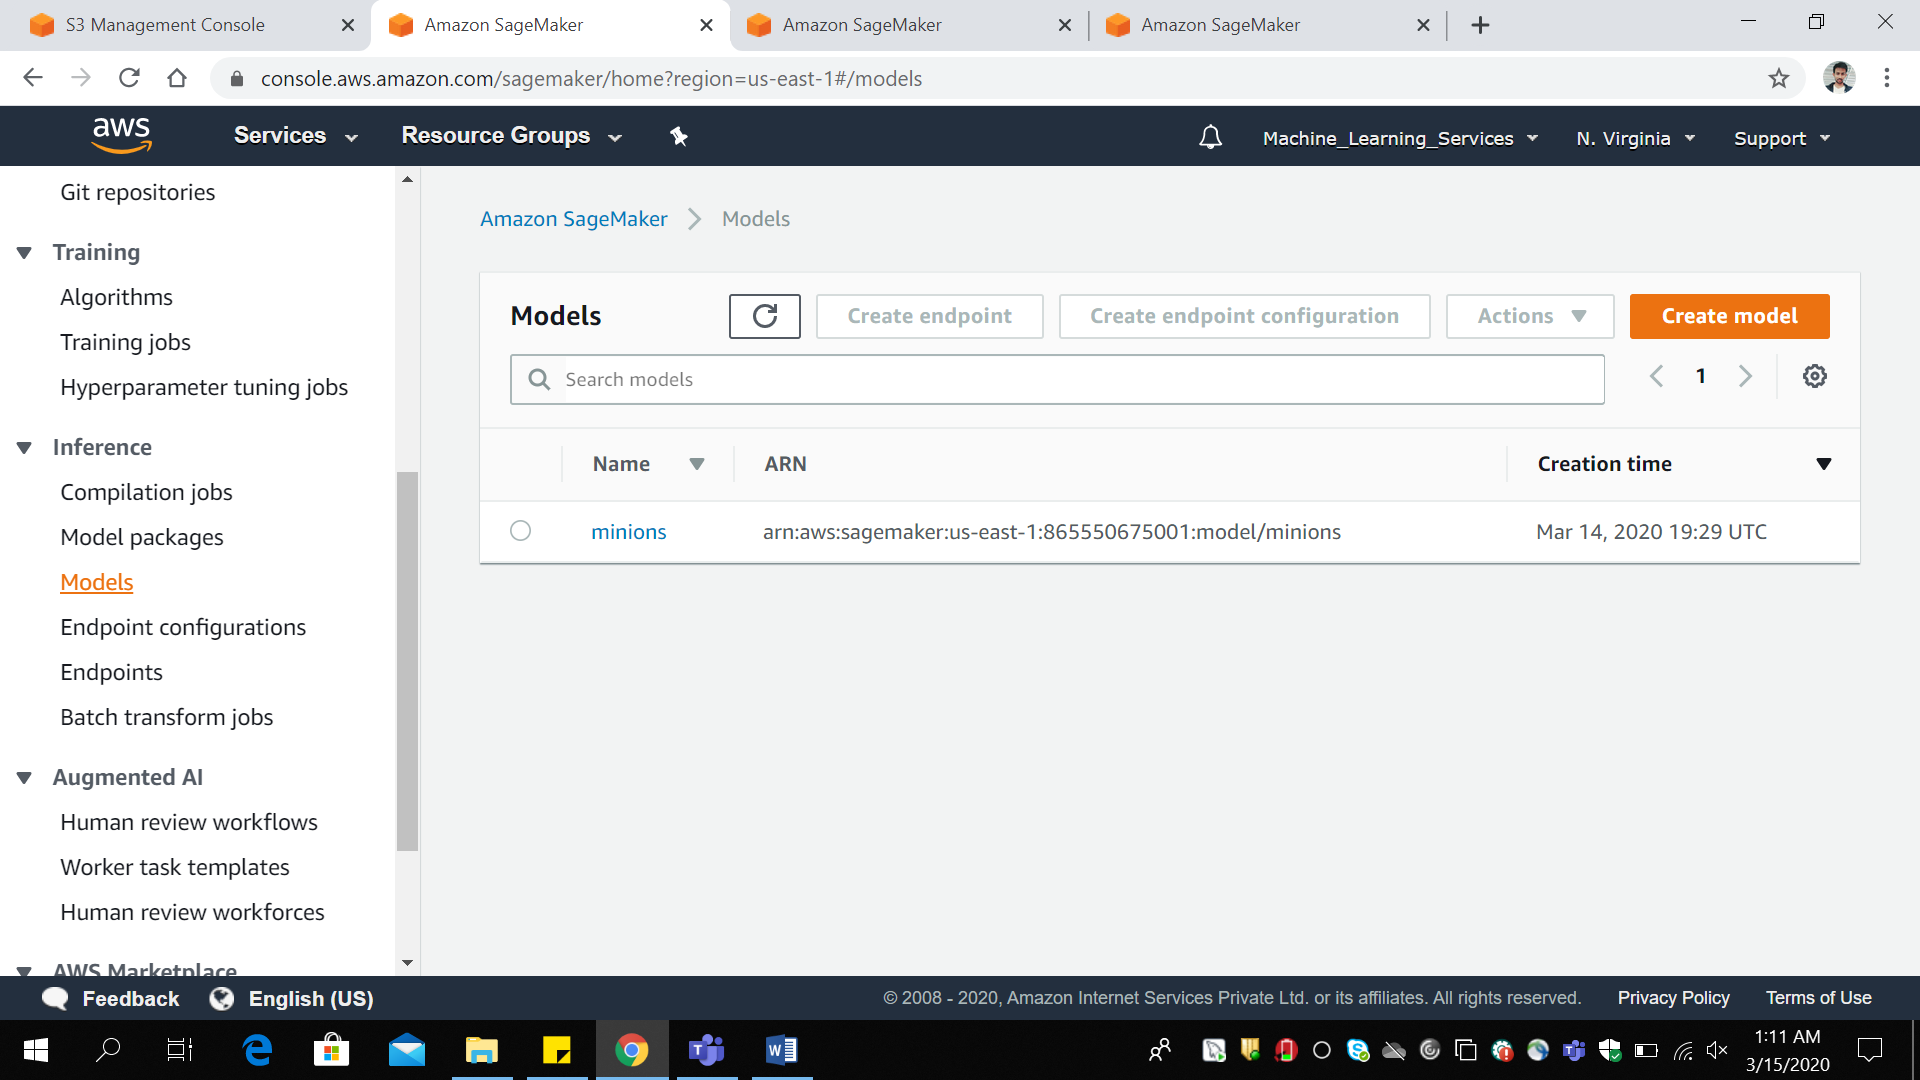 S3 Management Console
Amazon SageMaker
Amazon SageMaker
Amazon SageMaker
console.aws.amazon.com/sagemaker/home?region=us-east-1#/models
aws
Services
Resource Groups
Machine_Learning_Services
N. Virginia
Support
Git repositories
Training
Algorithms
Training jobs
Hyperparameter tuning jobs
Inference
Compilation jobs
Model packages
Models
Endpoint configurations
Endpoints
Batch transform jobs
Augmented AI
Human review workflows
Worker task templates
Human review workforces
AWS Marketplace
Amazon SageMaker > Models
Models
Create endpoint
Create endpoint configuration
Actions
Create model
Search models
1
Name
ARN
Creation time
minions
arn:aws:sagemaker:us-east-1:865550675001:model/minions
Mar 14, 2020 19:29 UTC
Feedback
English (US)
© 2008 - 2020, Amazon Internet Services Private Ltd. or its affiliates. All rights reserved.
Privacy Policy
Terms of Use
1:11 AM
3/15/2020